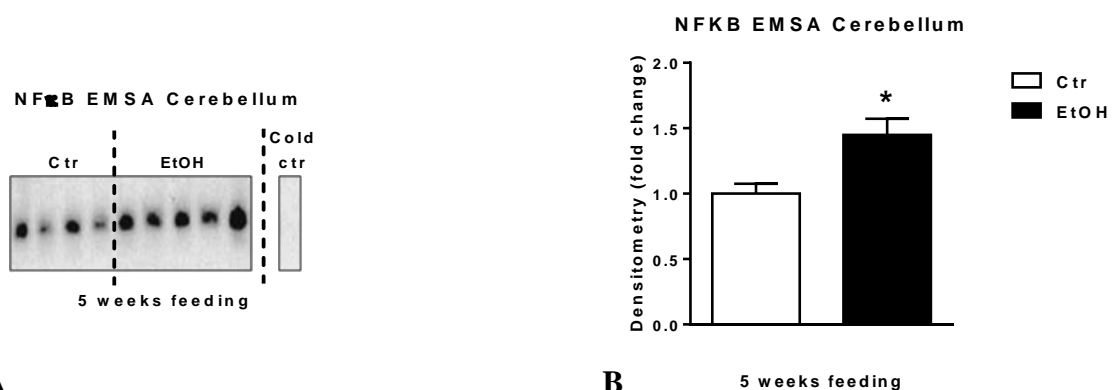 NFκB EMSA Cerebellum
Cold
Ctr EtOH ctr
5 weeks feeding
NFKB EMSA Cerebellum
Densitometry (fold change)
2.0
1.5
1.0
0.5
0.0
*
Ctr
EtOH
B 5 weeks feeding